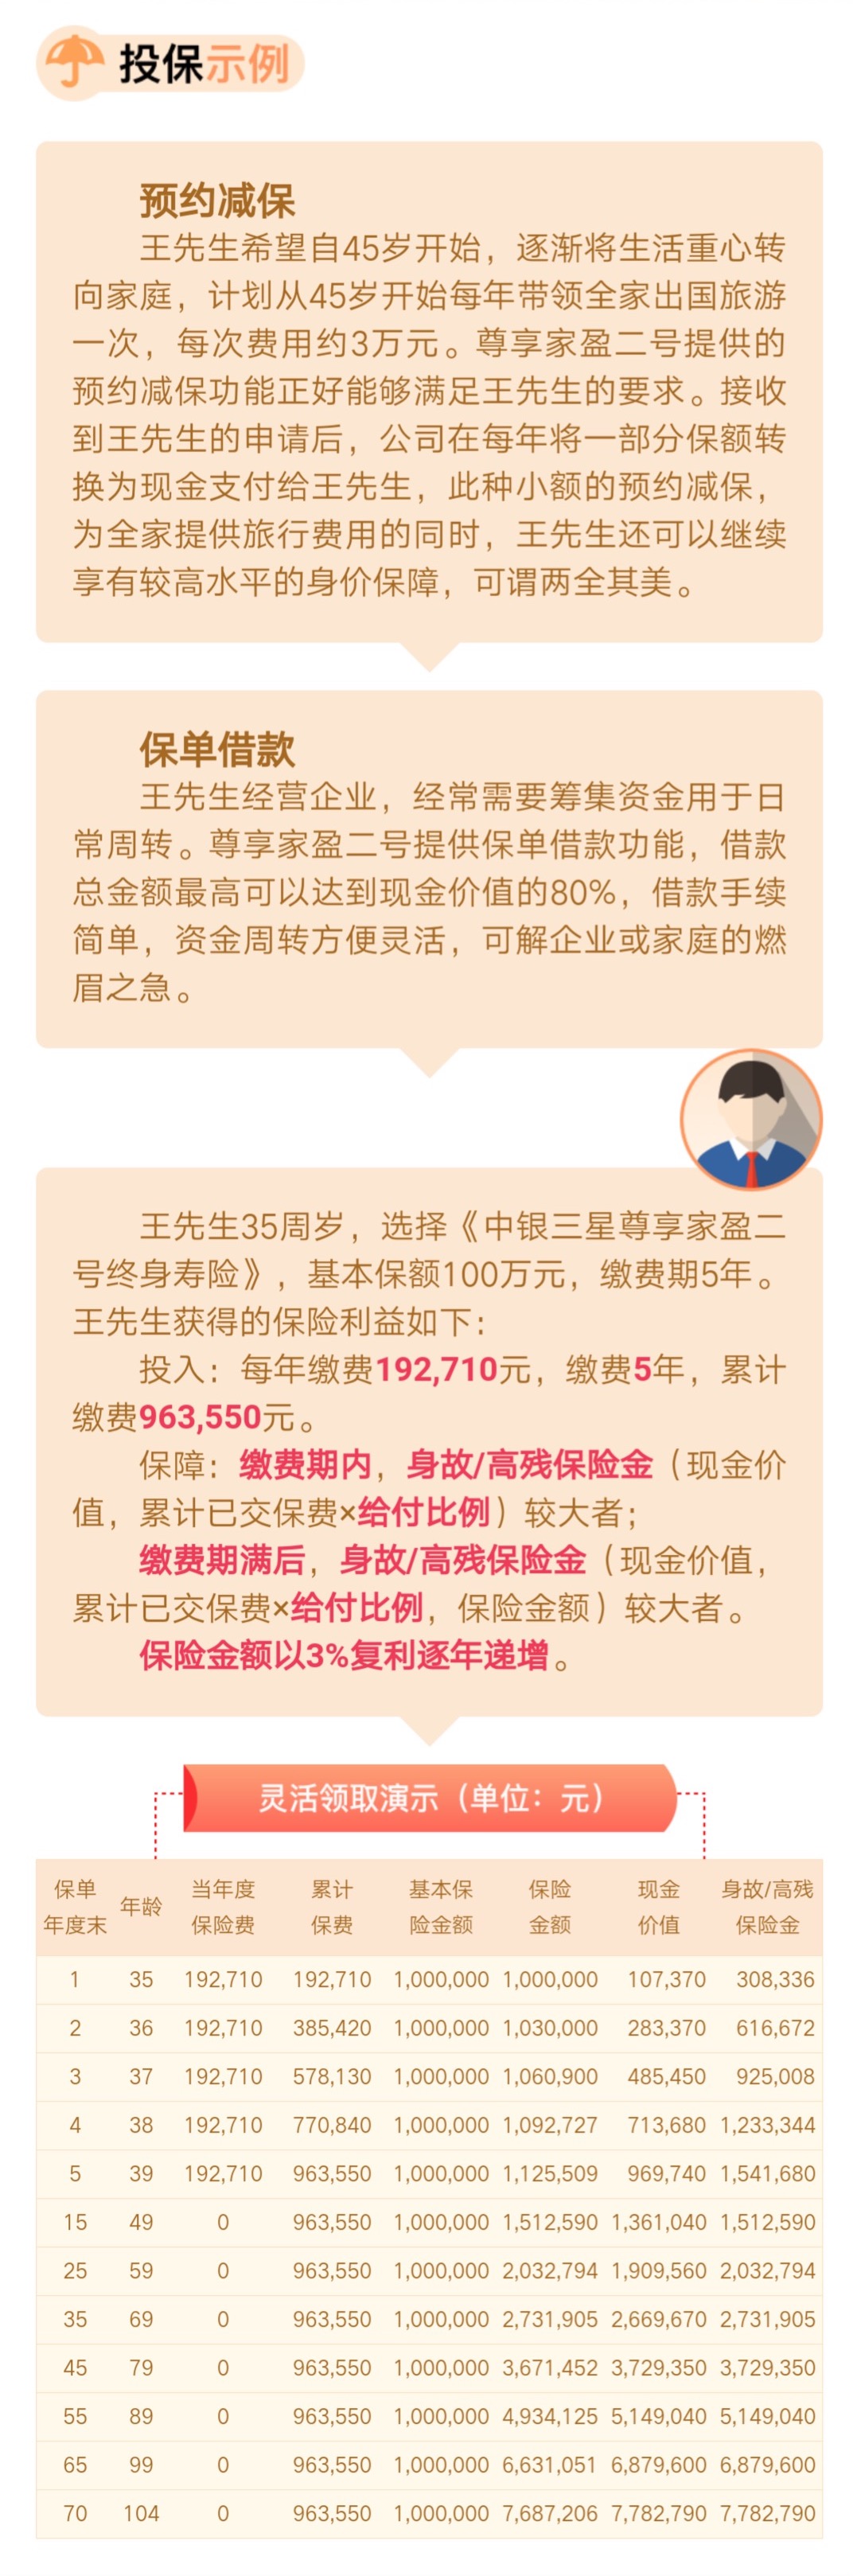 投保示例
预约减保
王先生希望自45岁开始，逐渐将生活重心转
向家庭，计划从45岁开始每年带领全家出国旅游
一次，每次费用约3万元。尊享家盈二号提供的
预约减保功能正好能够满足王先生的要求。接收
到王先生的申请后，公司在每年将一部分保额转
换为现金支付给王先生，此种小额的预约减保，
为全家提供旅行费用的同时，王先生还可以继续
享有较高水平的身价保障，可谓两全其美。
保单借款
王先生经营企业，经常需要筹集资金用于日
常周转。尊享家盈二号提供保单借款功能，借款
总金额最高可以达到现金价值的80%，借款手续
简单，资金周转方便灵活，可解企业或家庭的燃
眉之急。
王先生35周岁，选择《中银三星尊享家盈二
号终身寿险》，基本保额100万元，缴费期5年。
王先生获得的保险利益如下：
投入：每年缴费192,710元，缴费5年，累计
缴费963,550元。
保障：缴费期内，身故/高残保险金（现金价
值，累计已交保费×给付比例）较大者；
缴费期满后，身故/高残保险金（现金价值，
累计已交保费×给付比例，保险金额）较大者。
保险金额以3%复利逐年递增。
灵活领取演示（单位：元）
保单年度末 年龄 当年度保险费 累计保费 基本保险金额 保险金额 现金价值 身故/高残保险金
1 35 192,710 192,710 1,000,000 1,000,000 107,370 308,336
2 36 192,710 385,420 1,000,000 1,030,000 283,370 616,672
3 37 192,710 578,130 1,000,000 1,060,900 485,450 925,008
4 38 192,710 770,840 1,000,000 1,092,727 713,680 1,233,344
5 39 192,710 963,550 1,000,000 1,125,509 969,740 1,541,680
15 49 0 963,550 1,000,000 1,512,590 1,361,040 1,512,590
25 59 0 963,550 1,000,000 2,032,794 1,909,560 2,032,794
35 69 0 963,550 1,000,000 2,731,905 2,669,670 2,731,905
45 79 0 963,550 1,000,000 3,671,452 3,729,350 3,729,350
55 89 0 963,550 1,000,000 4,934,125 5,149,040 5,149,040
65 99 0 963,550 1,000,000 6,631,051 6,879,600 6,879,600
70 104 0 963,550 1,000,000 7,687,206 7,782,790 7,782,790